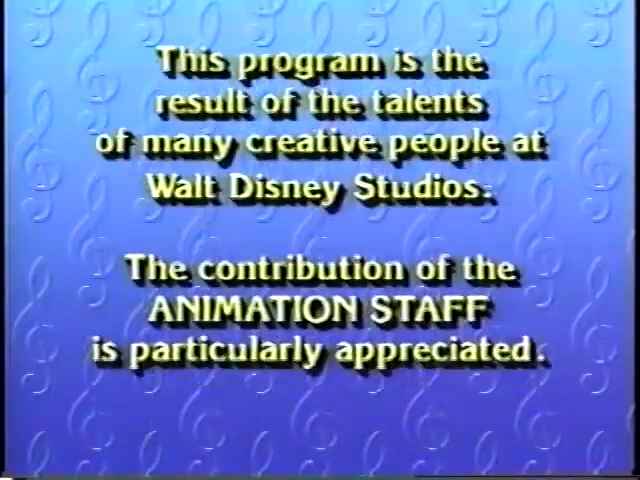 This program is the
result of the talents
of many creative people at
Walt Disney Studios.
The contribution of the
ANIMATION STAFF
is particularly appreciated.